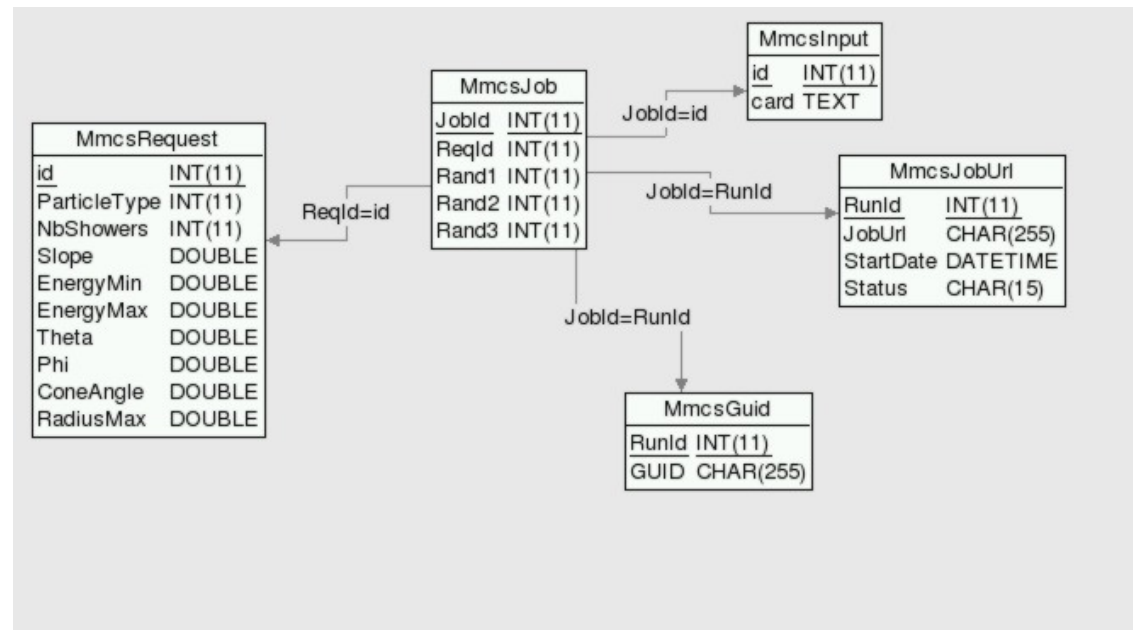 MmcsInput
id INT(11)
card TEXT
MmcsJob
JobId INT(11)
ReqId INT(11)
Rand1 INT(11)
Rand2 INT(11)
Rand3 INT(11)
JobId=id
MmcsRequest
id INT(11)
ParticleType INT(11)
NbShowers INT(11)
Slope DOUBLE
EnergyMin DOUBLE
EnergyMax DOUBLE
Theta DOUBLE
Phi DOUBLE
ConeAngle DOUBLE
RadiusMax DOUBLE
ReqId=id
JobId=RunId
MmcsJobUrl
RunId INT(11)
JobUrl CHAR(255)
StartDate DATETIME
Status CHAR(15)
JobId=RunId
MmcsGuid
RunId INT(11)
GUID CHAR(255)